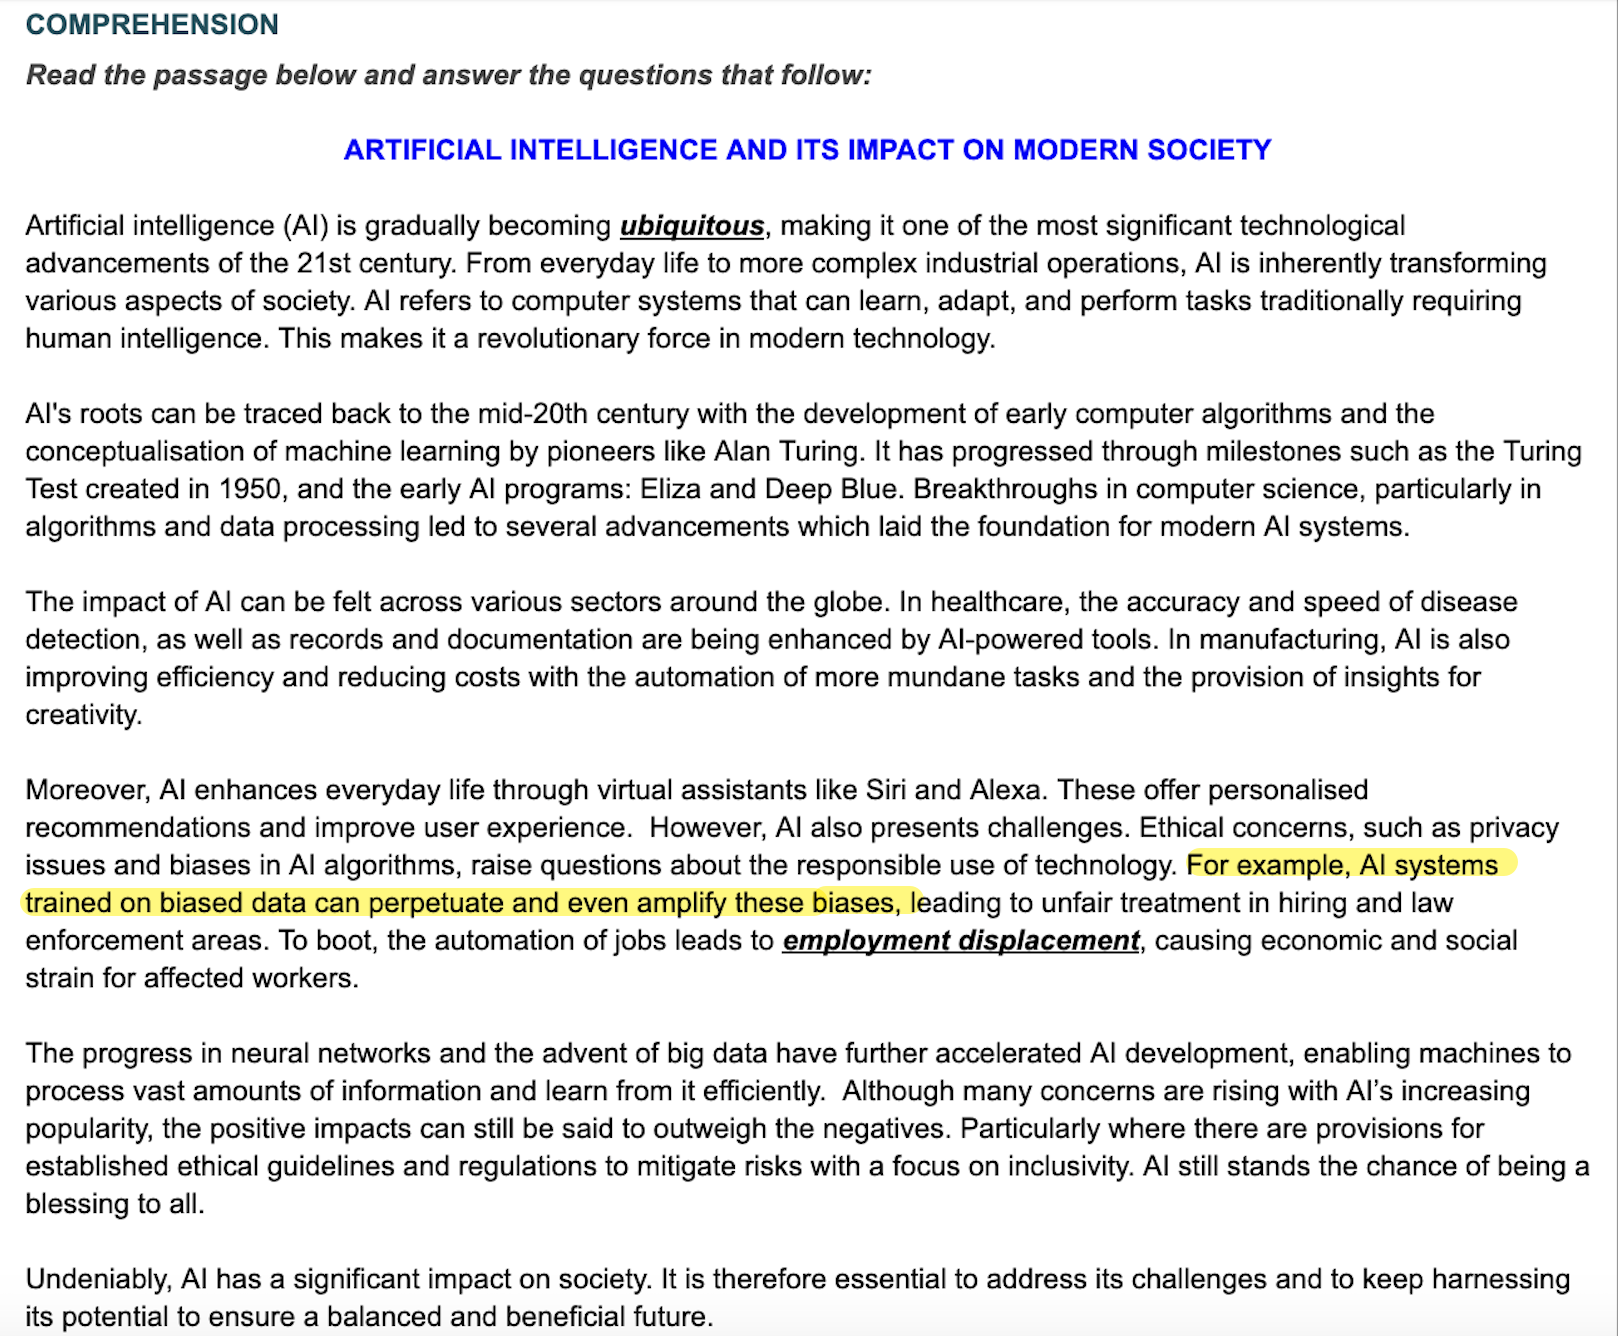 COMPREHENSION
Read the passage below and answer the questions that follow:
ARTIFICIAL INTELLIGENCE AND ITS IMPACT ON MODERN SOCIETY
Artificial intelligence (AI) is gradually becoming ubiquitous, making it one of the most significant technological
advancements of the 21st century. From everyday life to more complex industrial operations, AI is inherently transforming
various aspects of society. AI refers to computer systems that can learn, adapt, and perform tasks traditionally requiring
human intelligence. This makes it a revolutionary force in modern technology.
AI's roots can be traced back to the mid-20th century with the development of early computer algorithms and the
conceptualisation of machine learning by pioneers like Alan Turing. It has progressed through milestones such as the Turing
Test created in 1950, and the early AI programs: Eliza and Deep Blue. Breakthroughs in computer science, particularly in
algorithms and data processing led to several advancements which laid the foundation for modern AI systems.
The impact of AI can be felt across various sectors around the globe. In healthcare, the accuracy and speed of disease
detection, as well as records and documentation are being enhanced by AI-powered tools. In manufacturing, AI is also
improving efficiency and reducing costs with the automation of more mundane tasks and the provision of insights for
creativity.
Moreover, AI enhances everyday life through virtual assistants like Siri and Alexa. These offer personalised
recommendations and improve user experience.  However, AI also presents challenges. Ethical concerns, such as privacy
issues and biases in AI algorithms, raise questions about the responsible use of technology. For example, AI systems
trained on biased data can perpetuate and even amplify these biases, leading to unfair treatment in hiring and law
enforcement areas. To boot, the automation of jobs leads to employment displacement, causing economic and social
strain for affected workers.
The progress in neural networks and the advent of big data have further accelerated AI development, enabling machines to
process vast amounts of information and learn from it efficiently.  Although many concerns are rising with AI’s increasing
popularity, the positive impacts can still be said to outweigh the negatives. Particularly where there are provisions for
established ethical guidelines and regulations to mitigate risks with a focus on inclusivity. AI still stands the chance of being a
blessing to all.
Undeniably, AI has a significant impact on society. It is therefore essential to address its challenges and to keep harnessing
its potential to ensure a balanced and beneficial future.